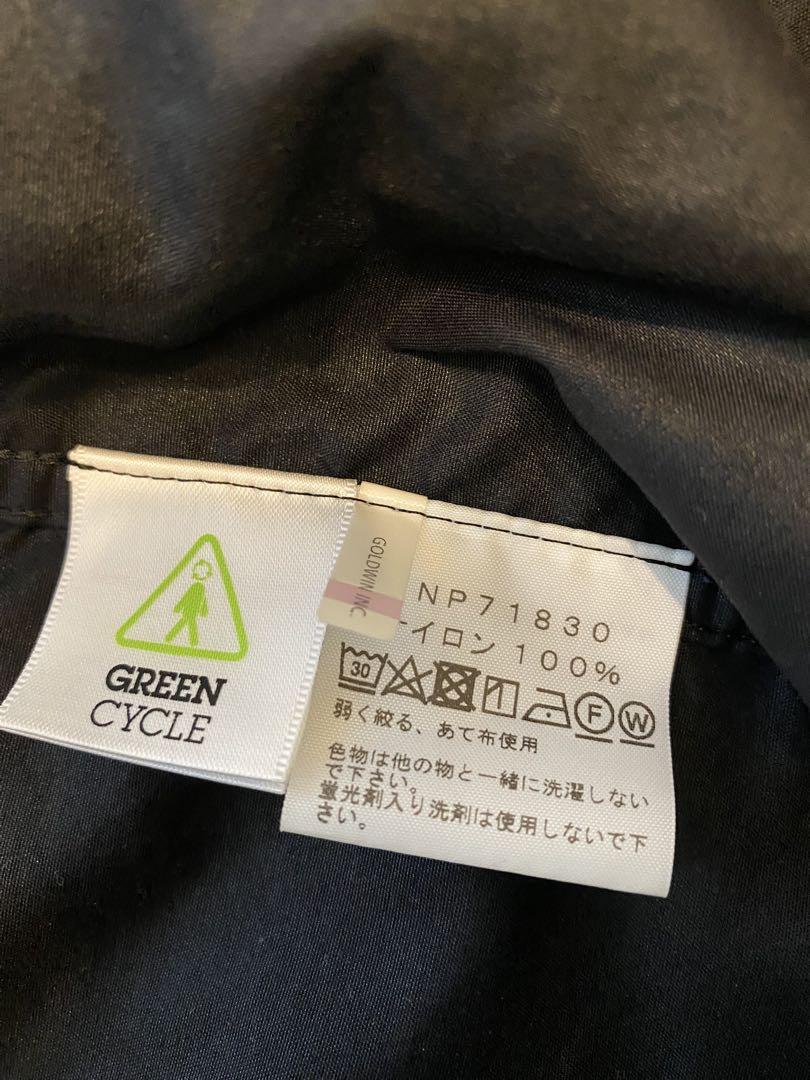 GREEN
CYCLE
GOLDWIN INC.
NP71830
イロン 100%
30 F W
弱く絞る、あて布使用
色物は他の物と一緒に洗濯しない
で下さい。
蛍光剤入り洗剤は使用しないで下
さい。